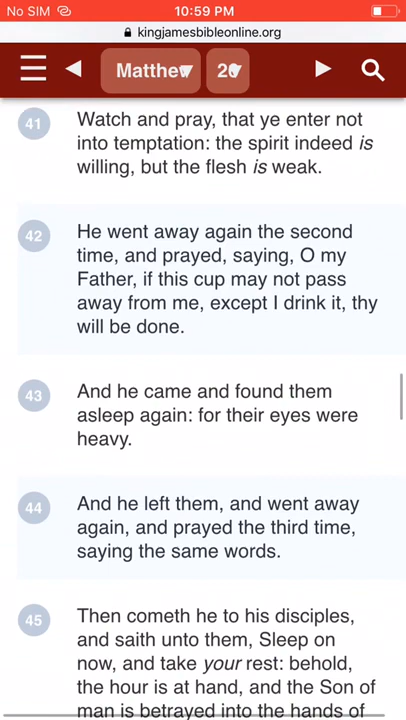 No SIM 10:59 PM
kingjamesbibleonline.org
Matthew 26
41 Watch and pray, that ye enter not
into temptation: the spirit indeed is
willing, but the flesh is weak.
42 He went away again the second
time, and prayed, saying, O my
Father, if this cup may not pass
away from me, except I drink it, thy
will be done.
43 And he came and found them
asleep again: for their eyes were
heavy.
44 And he left them, and went away
again, and prayed the third time,
saying the same words.
45 Then cometh he to his disciples,
and saith unto them, Sleep on
now, and take your rest: behold,
the hour is at hand, and the Son of
man is betrayed into the hands of